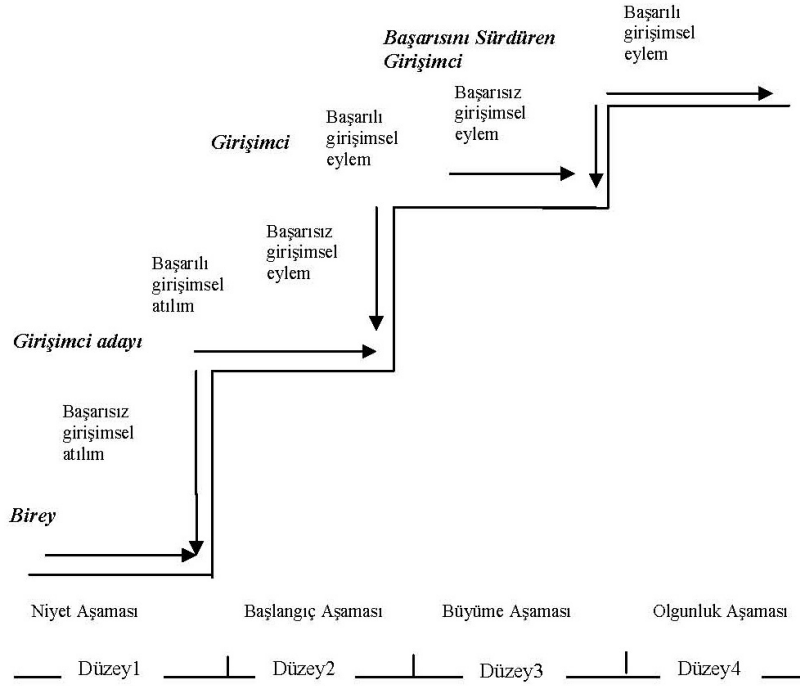 Başarılı
girişimsel
eylem
Başarısını Sürdüren
Girişimci
Başarısız
girişimsel
eylem
Başarılı
girişimsel
eylem
Girişimci
Başarısız
girişimsel
eylem
Başarılı
girişimsel
atılım
Girişimci adayı
Başarısız
girişimsel
atılım
Birey
Niyet Aşaması
Başlangıç Aşaması
Büyüme Aşaması
Olgunluk Aşaması
Düzey1
Düzey2
Düzey3
Düzey4